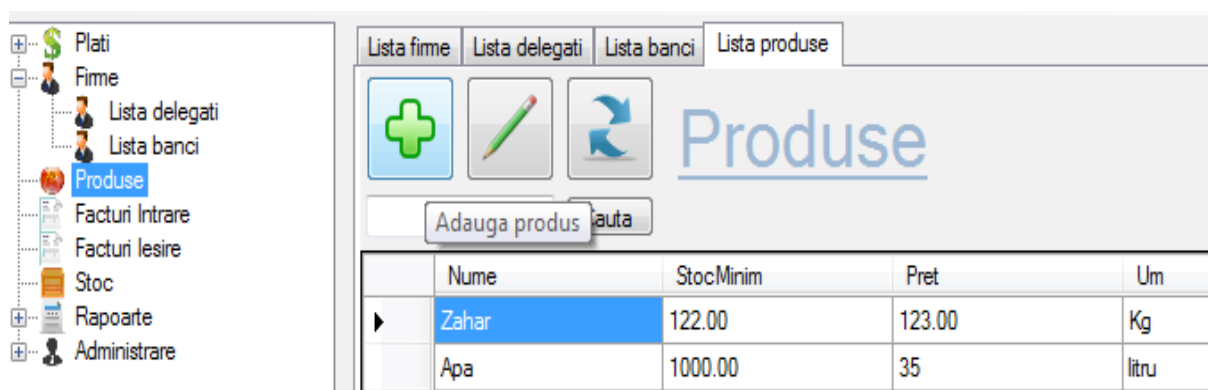 Plati
Firme
Lista delegati
Lista banci
Produse
Facturi Intrare
Facturi Iesire
Stoc
Rapoarte
Administrare
Lista firme Lista delegati Lista banci Lista produse
Produse
Adauga produs
Nume StocMinim Pret Um
Zahar 122.00 123.00 Kg
Apa 1000.00 35 litru